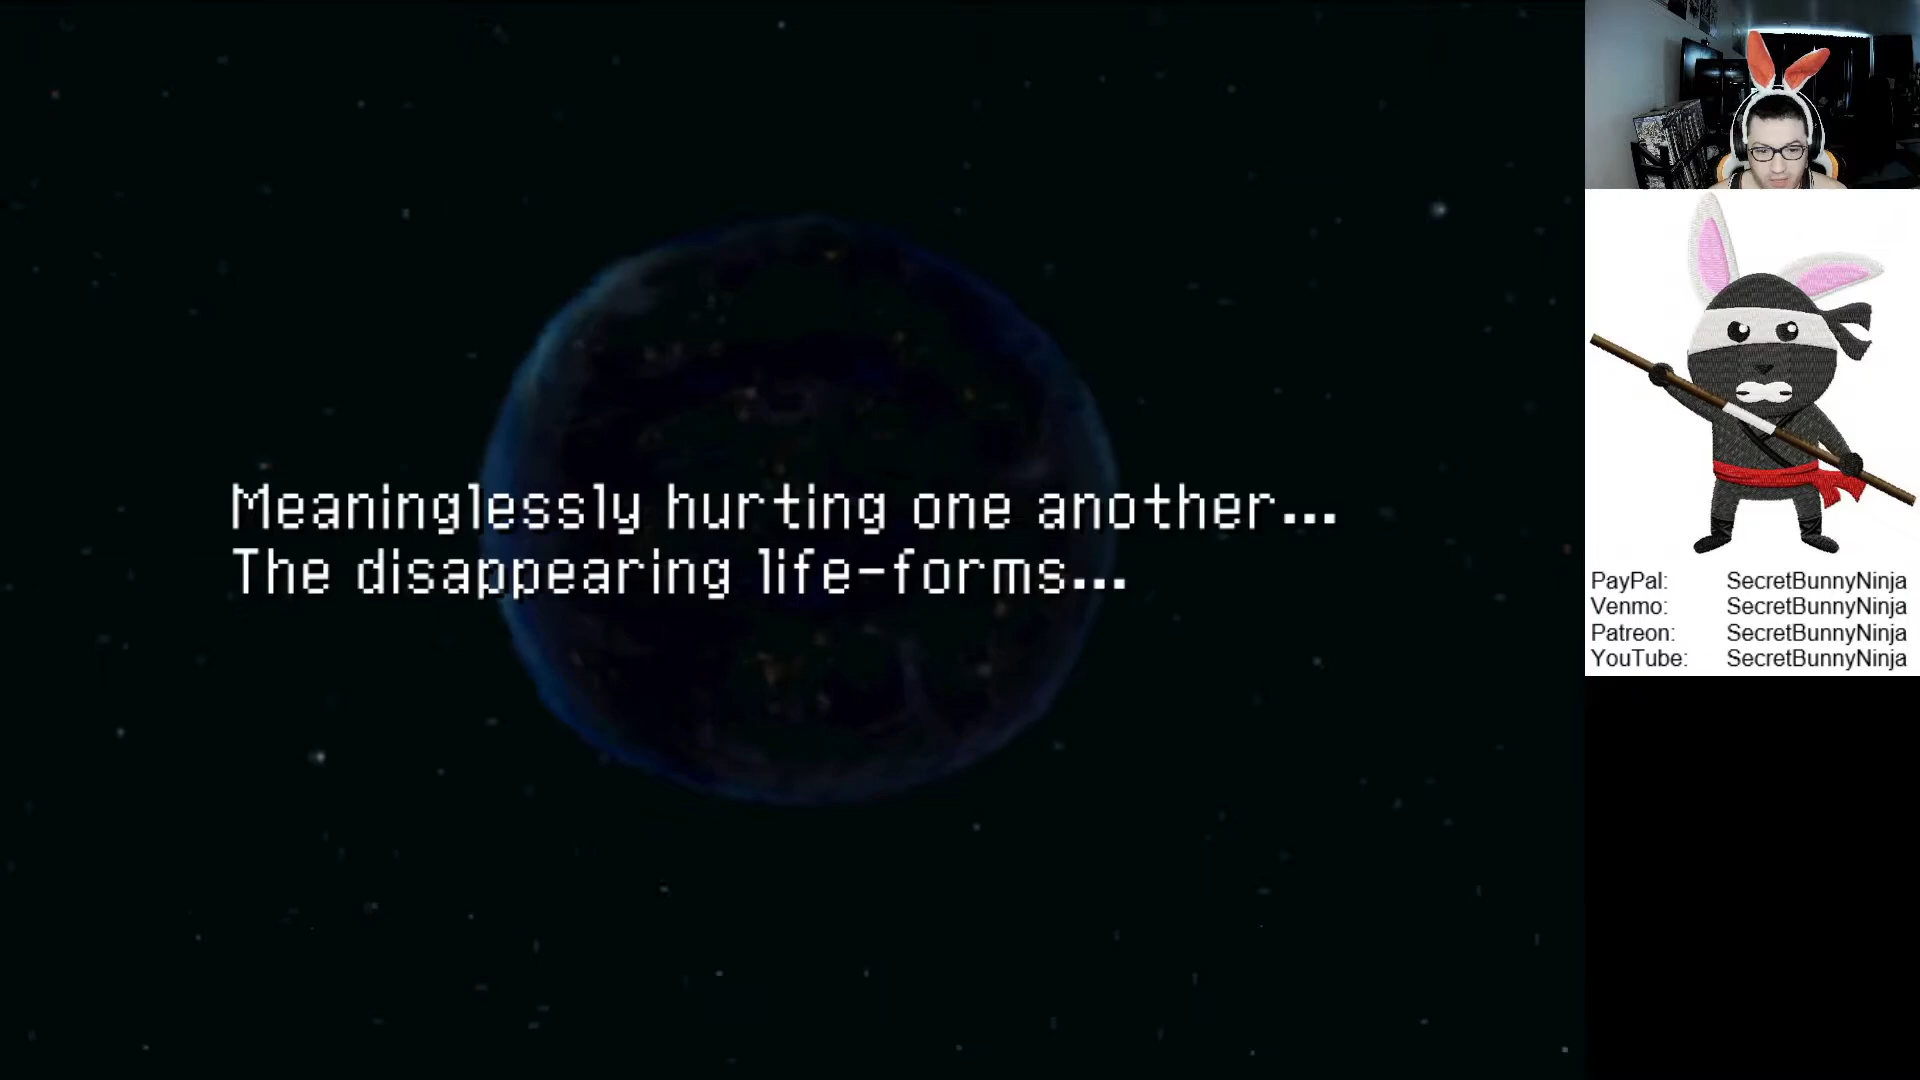 Meaninglessly hurting one another...
The disappearing life-forms...
PayPal: SecretBunnyNinja
Venmo: SecretBunnyNinja
Patreon: SecretBunnyNinja
YouTube: SecretBunnyNinja